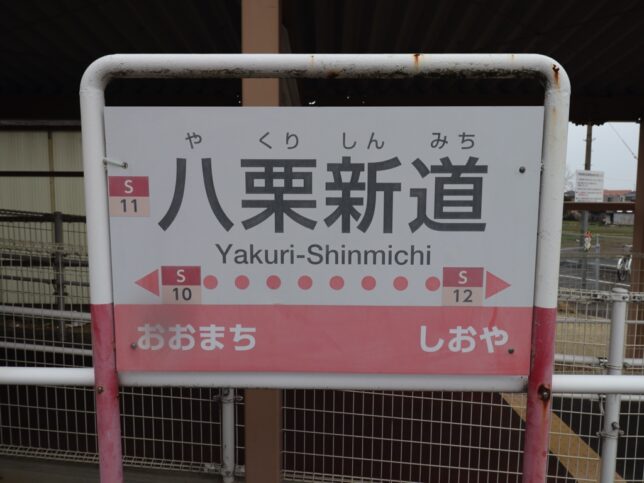 や くり しん みち
八栗新道
S
11
Yakuri-Shinmichi
S
10
S
12
おおまち しおや